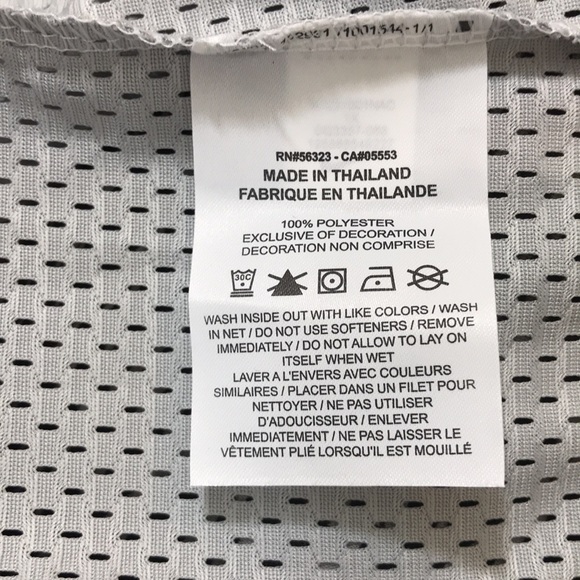 RN#56323 - CA#05553
MADE IN THAILAND
FABRIQUE EN THAILANDE
100% POLYESTER
EXCLUSIVE OF DECORATION /
DECORATION NON COMPRISE
30C
WASH INSIDE OUT WITH LIKE COLORS / WASH
IN NET / DO NOT USE SOFTENERS / REMOVE
IMMEDIATELY / DO NOT ALLOW TO LAY ON
ITSELF WHEN WET
LAVER A L'ENVERS AVEC COULEURS
SIMILAIRES / PLACER DANS UN FILET POUR
NETTOYER / NE PAS UTILISER
D'ADOUCISSEUR / ENLEVER
IMMEDIATEMENT / NE PAS LAISSER LE
VÊTEMENT PLIÉ LORSQU'IL EST MOUILLÉ